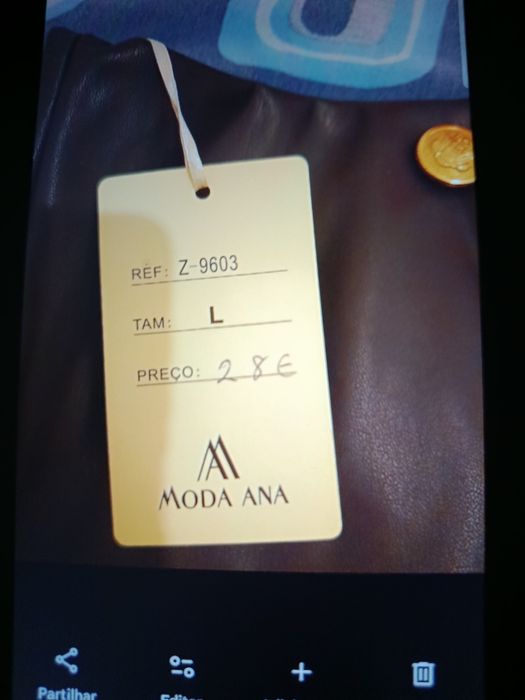 REF: Z-9603
TAM: L
PREÇO: 28€
MODA ANA
Partilhar